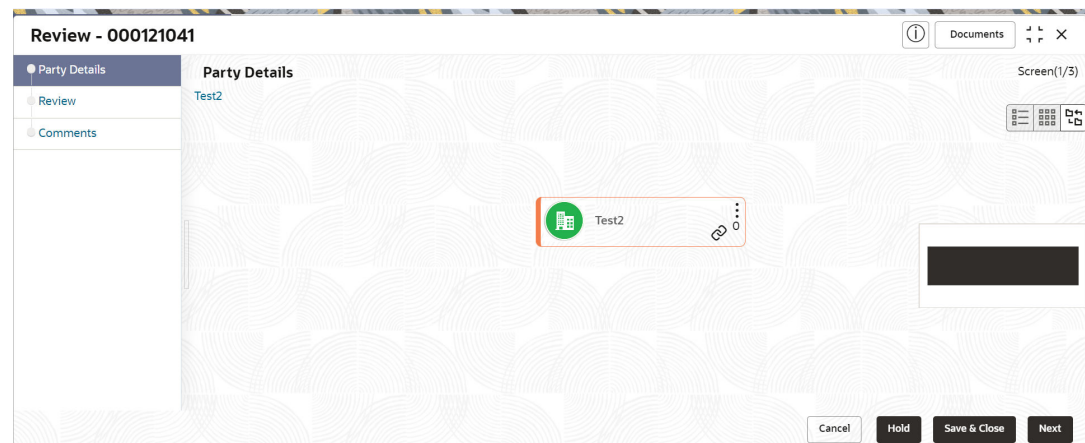 Review - 000121041
Documents
Party Details
Review
Comments
Party Details
Screen(1/3)
Test2
Test2
0
Cancel
Hold
Save & Close
Next